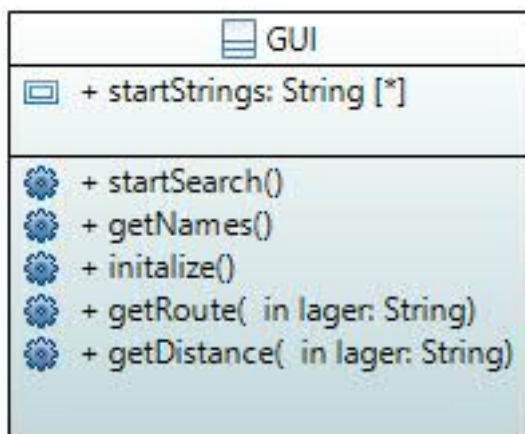 GUI
+ startStrings: String [*]
+ startSearch()
+ getNames()
+ initalize()
+ getRoute( in lager: String)
+ getDistance( in lager: String)